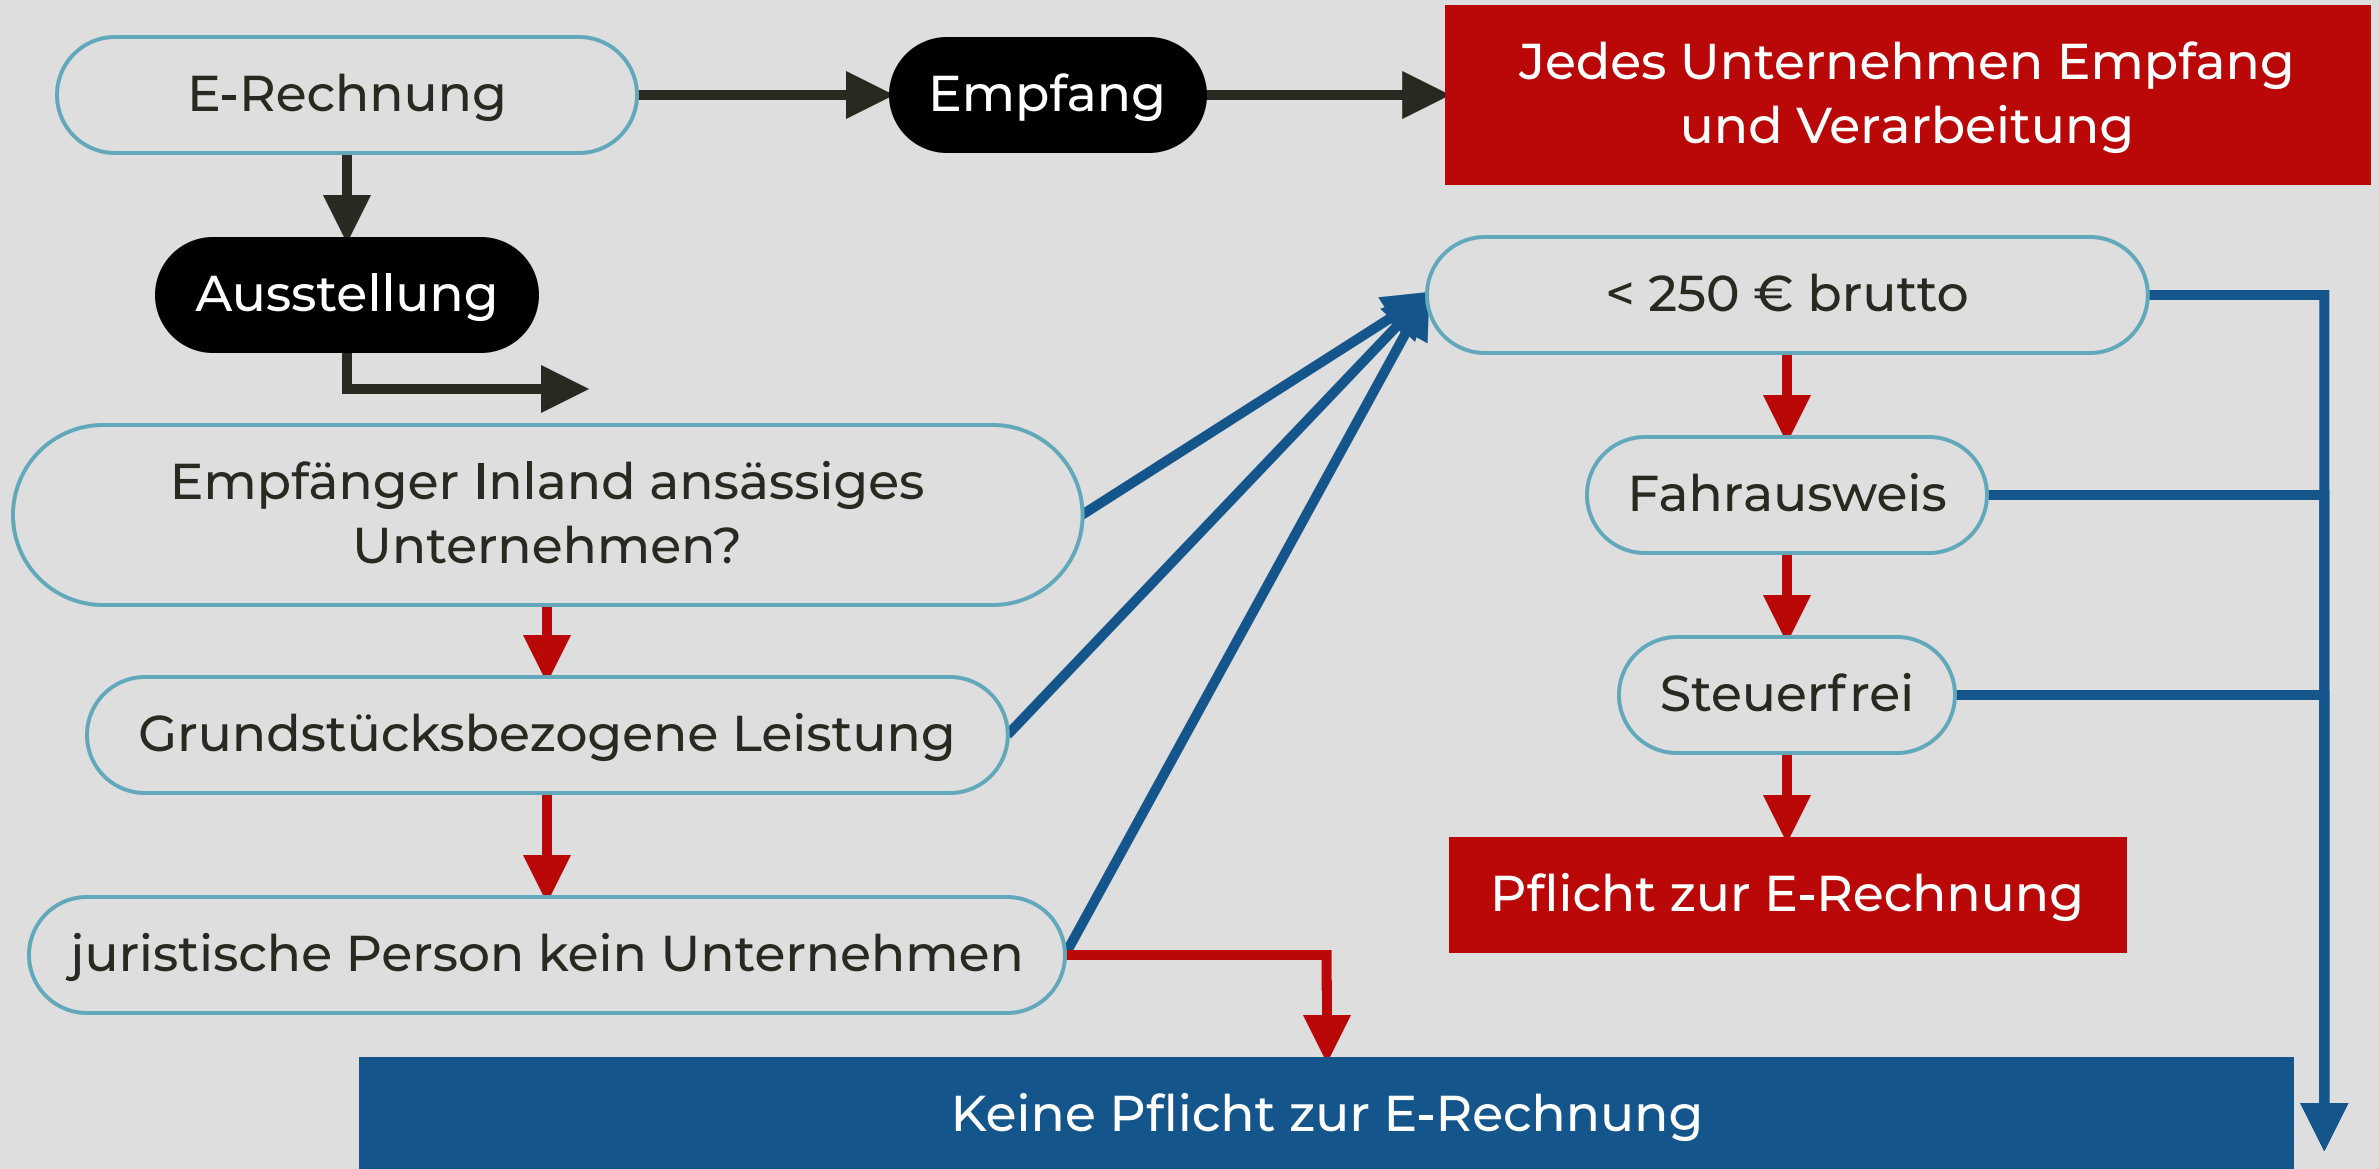 E-Rechnung
Empfang
Jedes Unternehmen Empfang
und Verarbeitung
Ausstellung
< 250 € brutto
Empfänger Inland ansässiges
Unternehmen?
Fahrausweis
Grundstücksbezogene Leistung
Steuerfrei
juristische Person kein Unternehmen
Pflicht zur E-Rechnung
Keine Pflicht zur E-Rechnung